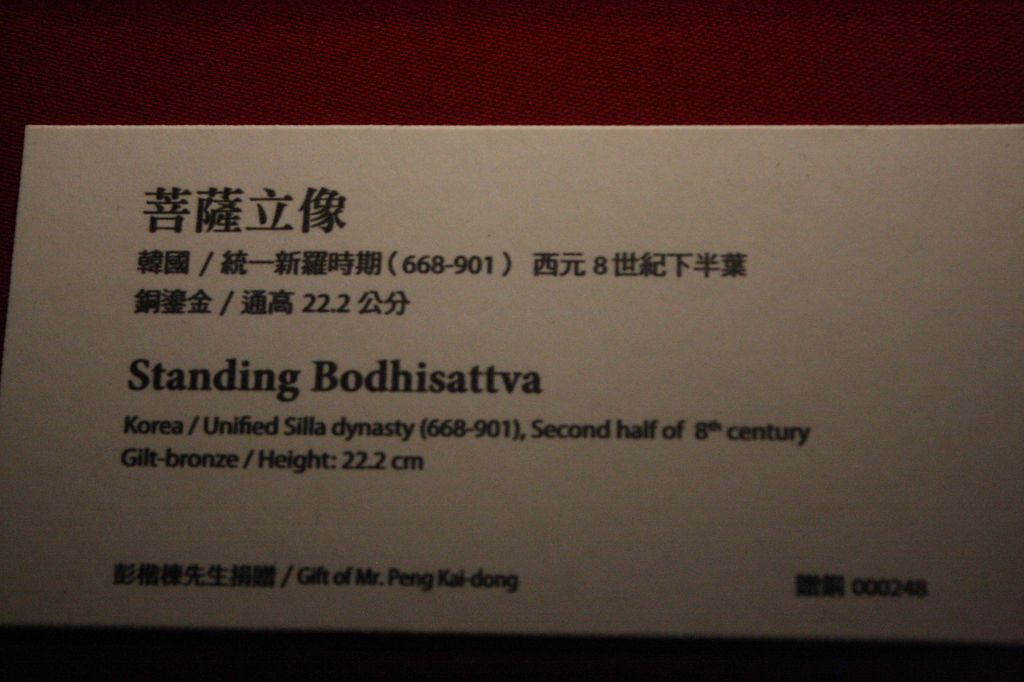 菩薩立像
韓國 / 統一新羅時期（668-901） 西元 8 世紀下半葉
銅鎏金 / 通高 22.2 公分
Standing Bodhisattva
Korea / Unified Silla dynasty (668-901), Second half of 8th century
Gilt-bronze / Height: 22.2 cm
彭楷棟先生捐贈 / Gift of Mr. Peng Kai-dong
贈銅 000248